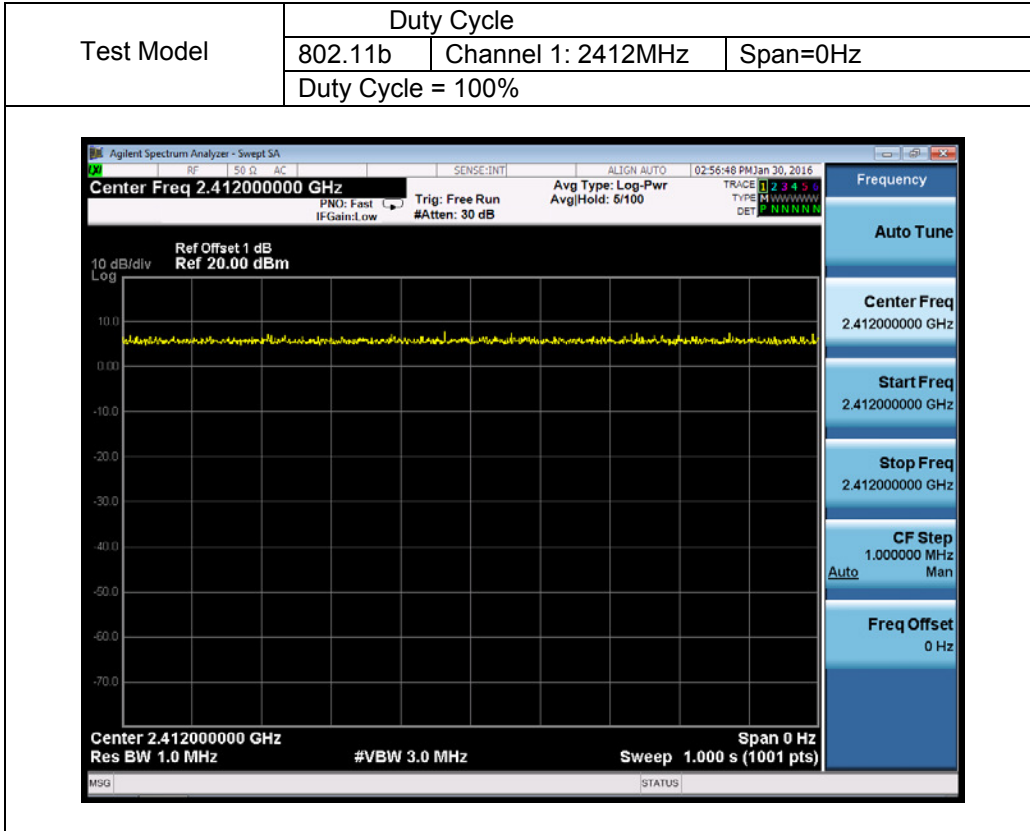 Test Model
Duty Cycle
802.11b Channel 1: 2412MHz Span=0Hz
Duty Cycle = 100%
Agilent Spectrum Analyzer - Swept SA
RF 50 Ω AC SENSE:INT ALIGN AUTO 02:56:48 PM Jan 30, 2016
Center Freq 2.412000000 GHz
PNO: Fast
IFGain:Low
Trig: Free Run
#Atten: 30 dB
Avg Type: Log-Pwr
Avg|Hold: 5/100
TRACE 1 2 3 4 5 6
TYPE M WWWWW
DET P NNNNN
Ref Offset 1 dB
10 dB/div Ref 20.00 dBm
Log
10.0
0.00
-10.0
-20.0
-30.0
-40.0
-50.0
-60.0
-70.0
Center 2.412000000 GHz Span 0 Hz
Res BW 1.0 MHz #VBW 3.0 MHz Sweep 1.000 s (1001 pts)
MSG STATUS
Frequency
Auto Tune
Center Freq
2.412000000 GHz
Start Freq
2.412000000 GHz
Stop Freq
2.412000000 GHz
CF Step
1.000000 MHz
Auto Man
Freq Offset
0 Hz